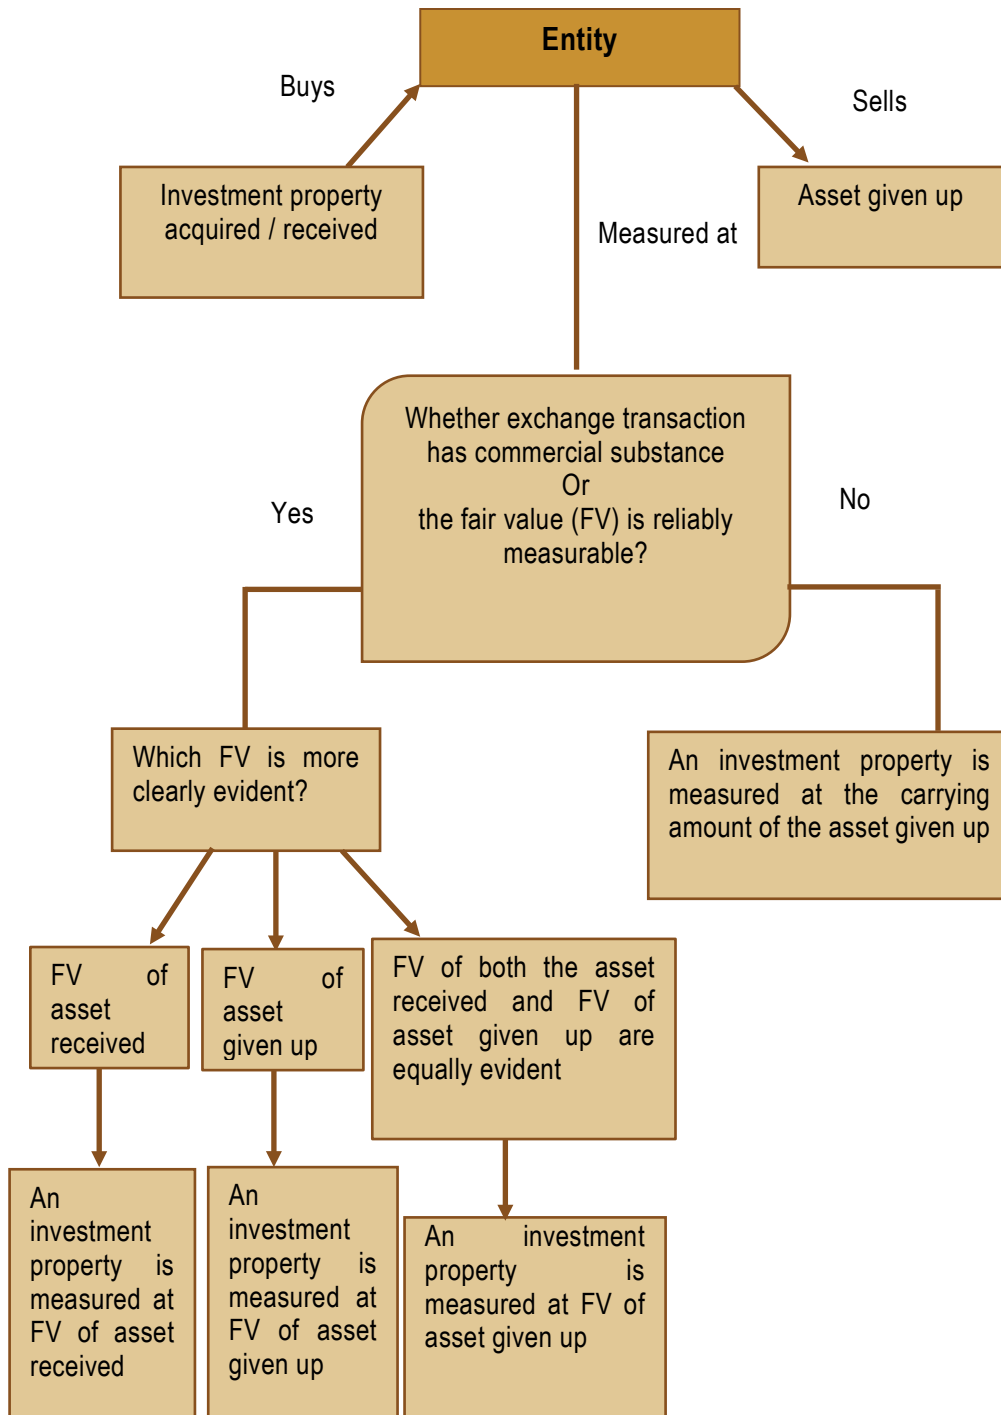 Entity
Buys
Sells
Investment property
acquired / received
Asset given up
Measured at
Whether exchange transaction
has commercial substance
Or
the fair value (FV) is reliably
measurable?
Yes
No
Which FV is more
clearly evident?
An investment property is
measured at the carrying
amount of the asset given up
FV of
asset
received
FV of
asset
given up
FV of both the asset
received and FV of
asset given up are
equally evident
An
investment
property is
measured at
FV of asset
received
An
investment
property is
measured at
FV of asset
given up
An investment
property is
measured at FV of
asset given up